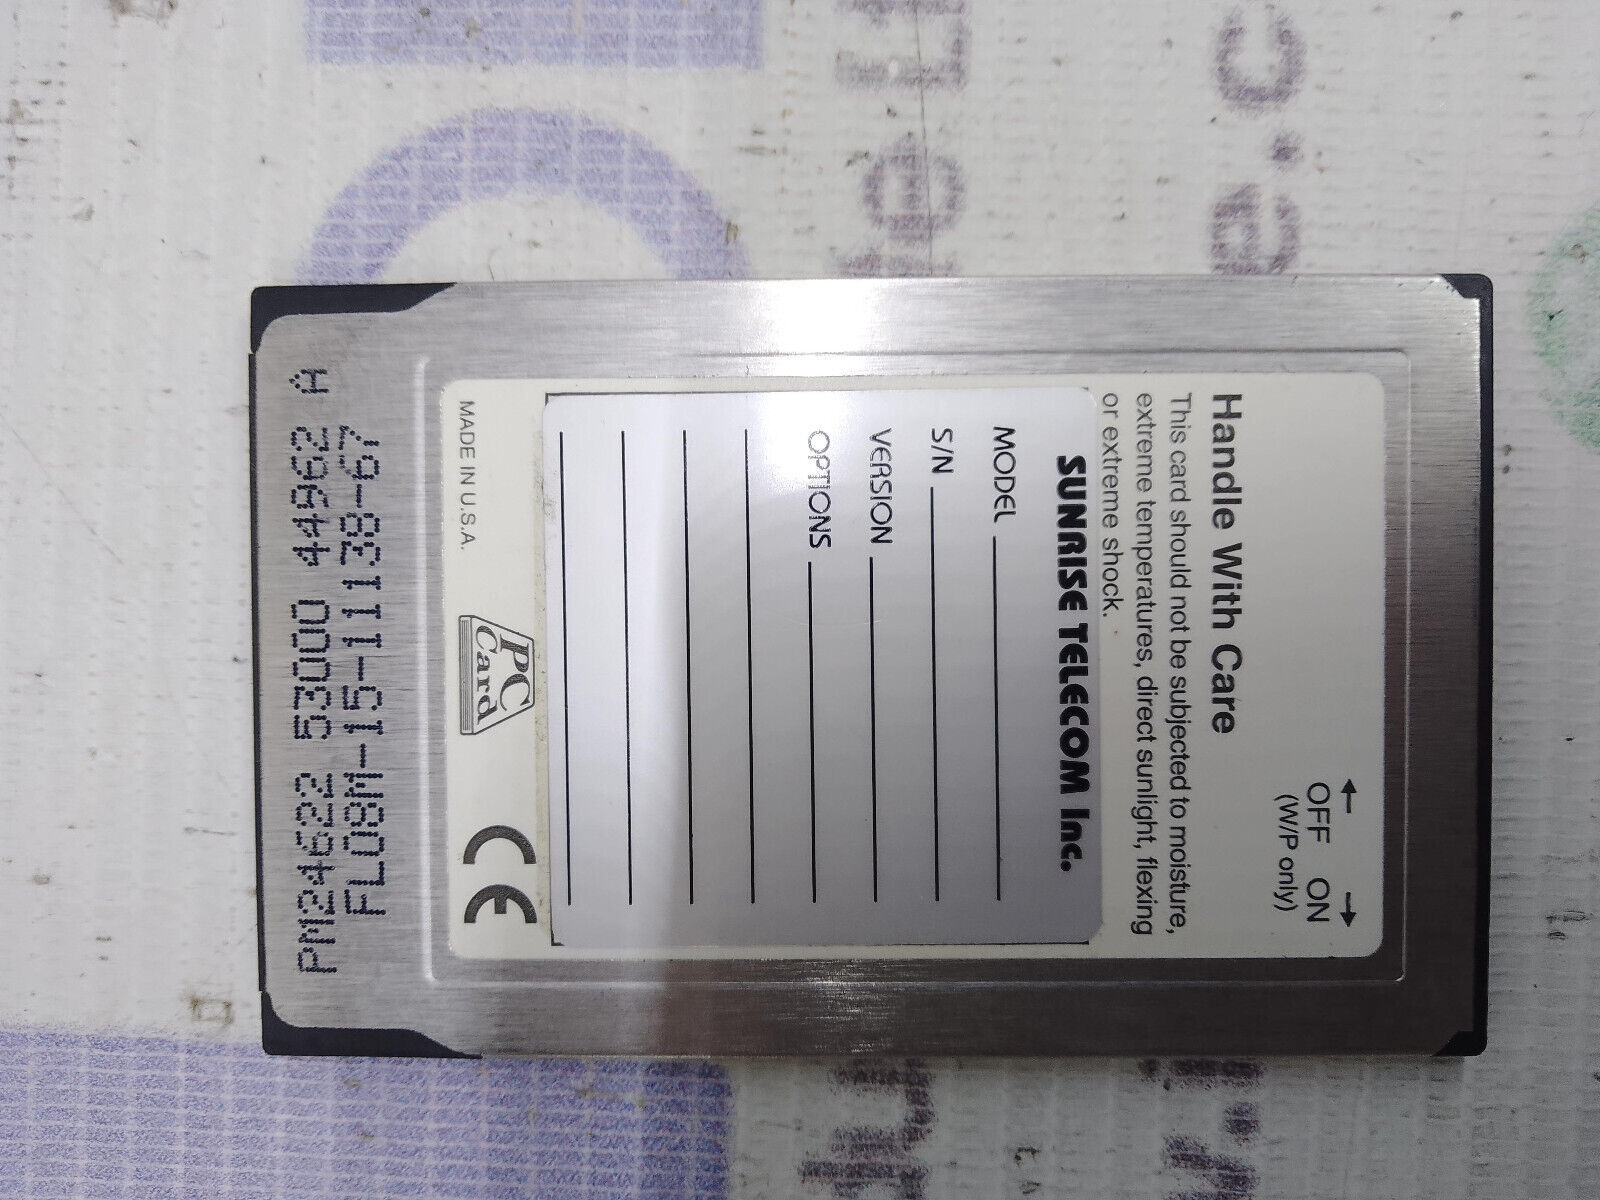 ← →
OFF ON
(W/P only)
Handle With Care
This card should not be subjected to moisture,
extreme temperatures, direct sunlight, flexing
or extreme shock.
SUNRISE TELECOM Inc.
MODEL
S/N
VERSION
OPTIONS
MADE IN U.S.A.
PC
Card
CE
FL08M-15-11138-67
PM24622 53000 44962 A